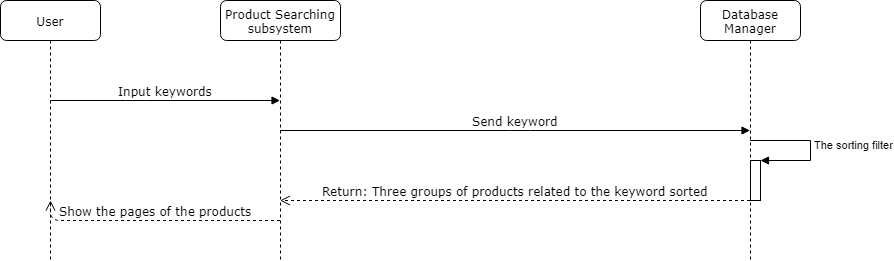 User
Product Searching
subsystem
Database
Manager
Input keywords
Send keyword
The sorting filter
Return: Three groups of products related to the keyword sorted
Show the pages of the products